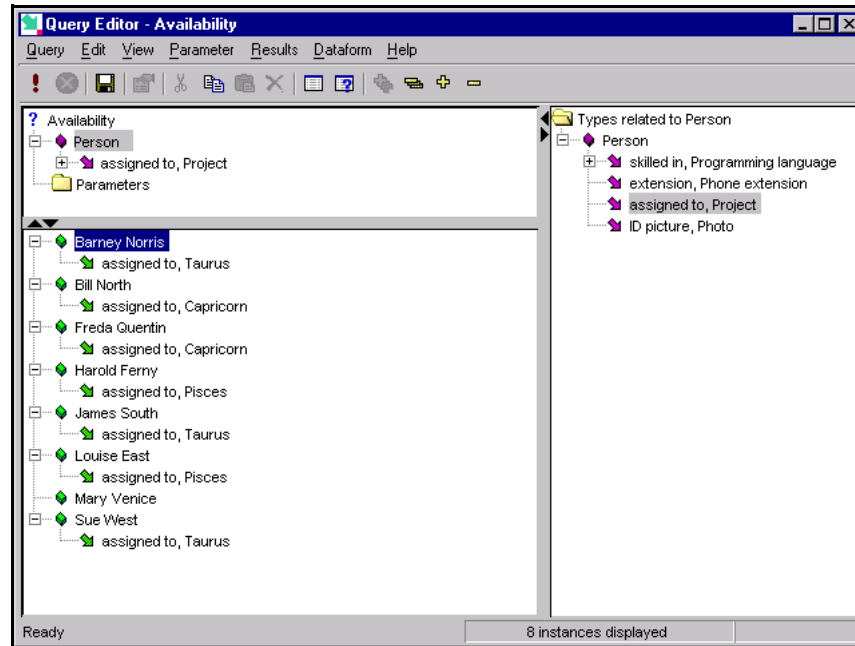 Query Editor - Availability
Query Edit View Parameter Results Dataform Help
? Availability
Person
assigned to, Project
Parameters
Types related to Person
Person
skilled in, Programming language
extension, Phone extension
assigned to, Project
ID picture, Photo
Barney Norris
assigned to, Taurus
Bill North
assigned to, Capricorn
Freda Quentin
assigned to, Capricorn
Harold Ferny
assigned to, Pisces
James South
assigned to, Taurus
Louise East
assigned to, Pisces
Mary Venice
Sue West
assigned to, Taurus
Ready
8 instances displayed